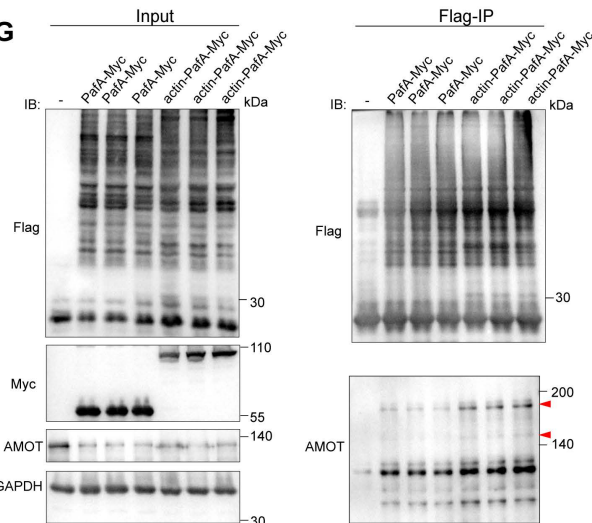 G
Input
Flag-IP
IB: - PafA-Myc PafA-Myc PafA-Myc actin-PafA-Myc actin-PafA-Myc actin-PafA-Myc kDa
Flag
30
Myc
110
55
AMOT
140
GAPDH
30
IB: - PafA-Myc PafA-Myc PafA-Myc actin-PafA-Myc actin-PafA-Myc actin-PafA-Myc kDa
Flag
30
AMOT
200
140